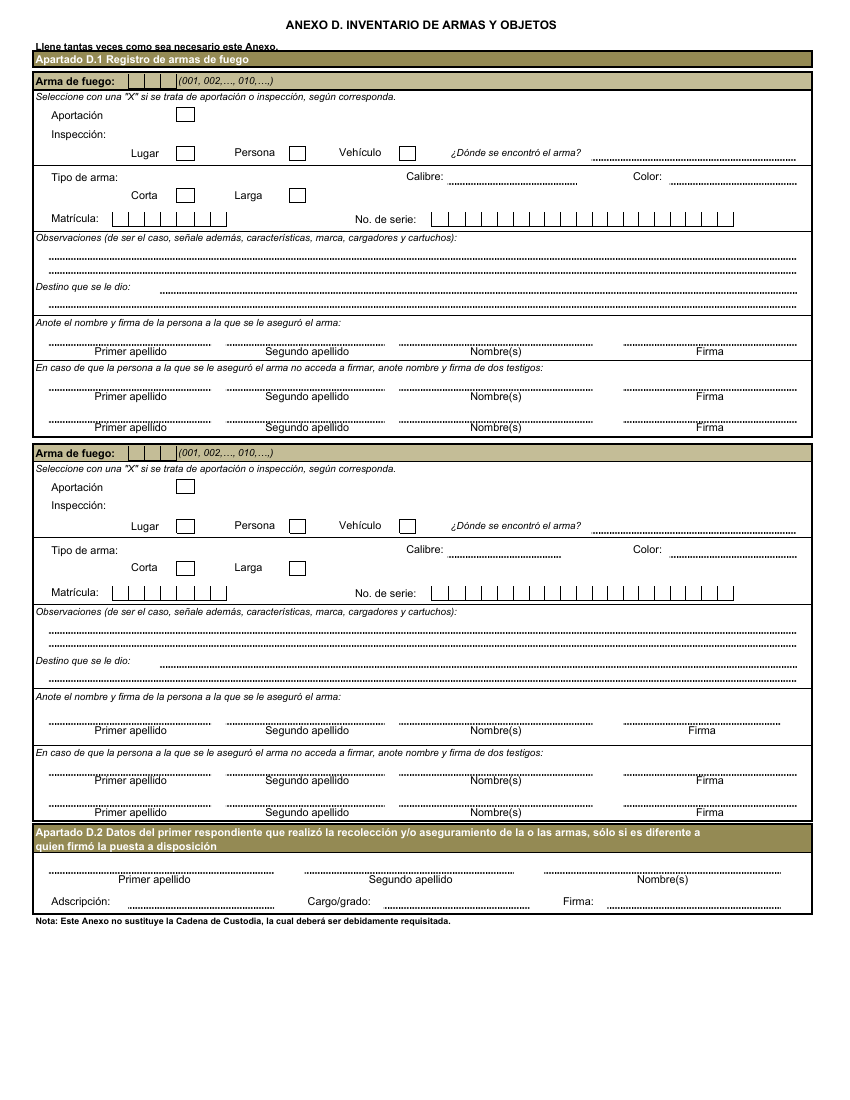 ANEXO D. INVENTARIO DE ARMAS Y OBJETOS
Llene tantas veces como sea necesario este Anexo.
Apartado D.1 Registro de armas de fuego
Arma de fuego: (001, 002,…, 010,…,)
Seleccione con una "X" si se trata de aportación o inspección, según corresponda.
Aportación
Inspección:
Lugar Persona Vehículo ¿Dónde se encontró el arma?
Tipo de arma: Calibre: Color:
Corta Larga
Matrícula: No. de serie:
Observaciones (de ser el caso, señale además, características, marca, cargadores y cartuchos):
Destino que se le dio:
Anote el nombre y firma de la persona a la que se le aseguró el arma:
Primer apellido Segundo apellido Nombre(s) Firma
En caso de que la persona a la que se le aseguró el arma no acceda a firmar, anote nombre y firma de dos testigos:
Primer apellido Segundo apellido Nombre(s) Firma
Primer apellido Segundo apellido Nombre(s) Firma
Arma de fuego: (001, 002,…, 010,…,)
Seleccione con una "X" si se trata de aportación o inspección, según corresponda.
Aportación
Inspección:
Lugar Persona Vehículo ¿Dónde se encontró el arma?
Tipo de arma: Calibre: Color:
Corta Larga
Matrícula: No. de serie:
Observaciones (de ser el caso, señale además, características, marca, cargadores y cartuchos):
Destino que se le dio:
Anote el nombre y firma de la persona a la que se le aseguró el arma:
Primer apellido Segundo apellido Nombre(s) Firma
En caso de que la persona a la que se le aseguró el arma no acceda a firmar, anote nombre y firma de dos testigos:
Primer apellido Segundo apellido Nombre(s) Firma
Primer apellido Segundo apellido Nombre(s) Firma
Apartado D.2 Datos del primer respondiente que realizó la recolección y/o aseguramiento de la o las armas, sólo si es diferente a
quien firmó la puesta a disposición
Primer apellido Segundo apellido Nombre(s)
Adscripción: Cargo/grado: Firma:
Nota: Este Anexo no sustituye la Cadena de Custodia, la cual deberá ser debidamente requisitada.